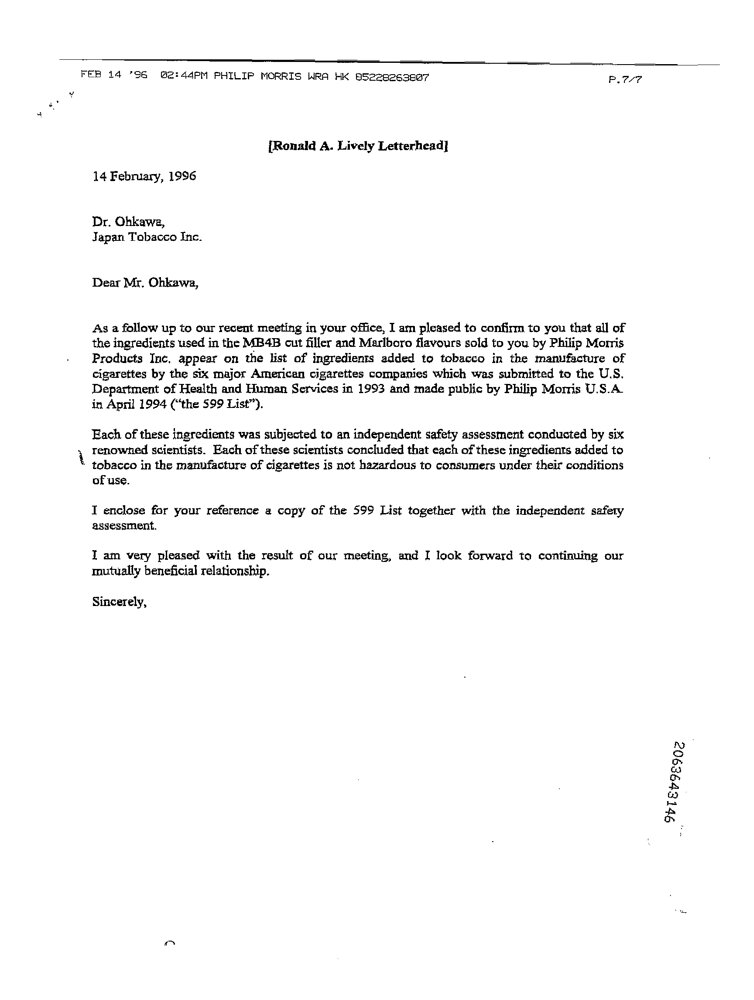 FEB 14 '96 02:44PM PHILIP MORRIS WRA HK 85228263807 P.7/7
[Ronald A. Lively Letterhead]
14 February, 1996
Dr. Ohkawa,
Japan Tobacco Inc.
Dear Mr. Ohkawa,
As a follow up to our recent meeting in your office, I am pleased to confirm to you that all of
the ingredients used in the MB4B cut filler and Marlboro flavours sold to you by Philip Morris
Products Inc. appear on the list of ingredients added to tobacco in the manufacture of
cigarettes by the six major American cigarettes companies which was submitted to the U.S.
Department of Health and Human Services in 1993 and made public by Philip Morris U.S.A.
in April 1994 ("the 599 List").
Each of these ingredients was subjected to an independent safety assessment conducted by six
renowned scientists. Each of these scientists concluded that each of these ingredients added to
tobacco in the manufacture of cigarettes is not hazardous to consumers under their conditions
of use.
I enclose for your reference a copy of the 599 List together with the independent safety
assessment.
I am very pleased with the result of our meeting, and I look forward to continuing our
mutually beneficial relationship.
Sincerely,
2063643146